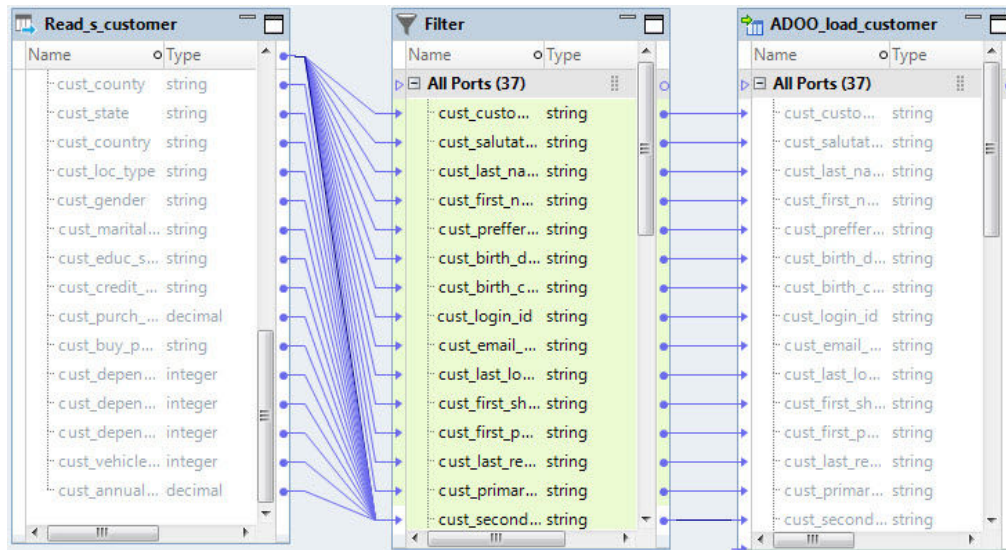 Read_s_customer
Name Type
cust_county string
cust_state string
cust_country string
cust_loc_type string
cust_gender string
cust_marital... string
cust_educ_s... string
cust_credit_... string
cust_purch_... decimal
cust_buy_p... string
cust_depen... integer
cust_depen... integer
cust_depen... integer
cust_vehicle... integer
cust_annual... decimal
Filter
Name Type
All Ports (37)
cust_custo... string
cust_salutat... string
cust_last_na... string
cust_first_n... string
cust_preffer... string
cust_birth_d... string
cust_birth_c... string
cust_login_id string
cust_email_... string
cust_last_lo... string
cust_first_sh... string
cust_first_p... string
cust_last_re... string
cust_primar... string
cust_second... string
ADOO_load_customer
Name Type
All Ports (37)
cust_custo... string
cust_salutat... string
cust_last_na... string
cust_first_n... string
cust_preffer... string
cust_birth_d... string
cust_birth_c... string
cust_login_id string
cust_email_... string
cust_last_lo... string
cust_first_sh... string
cust_first_p... string
cust_last_re... string
cust_primar... string
cust_second... string